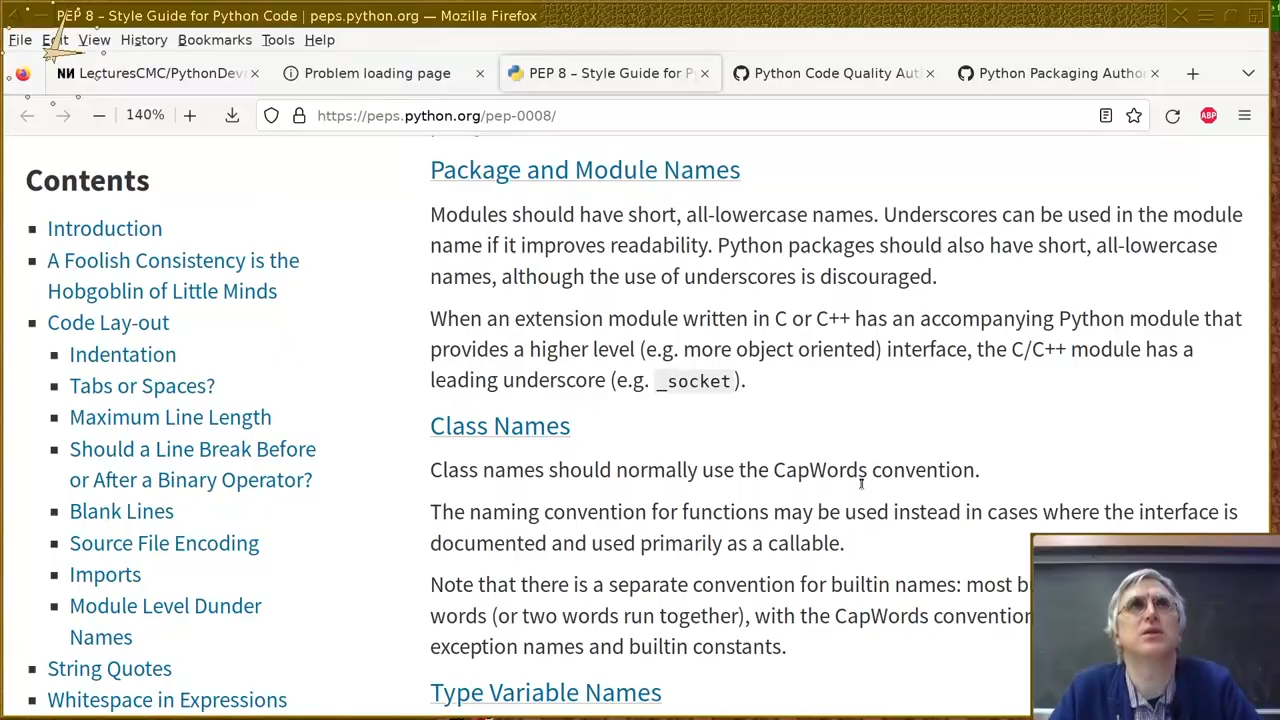 PEP 8 – Style Guide for Python Code | peps.python.org — Mozilla Firefox
File Edit View History Bookmarks Tools Help
LecturesCMC/PythonDev
Problem loading page
PEP 8 – Style Guide for P
Python Code Quality Aut
Python Packaging Author
140%
https://peps.python.org/pep-0008/
ABP
Contents
Introduction
A Foolish Consistency is the
Hobgoblin of Little Minds
Code Lay-out
Indentation
Tabs or Spaces?
Maximum Line Length
Should a Line Break Before
or After a Binary Operator?
Blank Lines
Source File Encoding
Imports
Module Level Dunder
Names
String Quotes
Whitespace in Expressions
Package and Module Names
Modules should have short, all-lowercase names. Underscores can be used in the module
name if it improves readability. Python packages should also have short, all-lowercase
names, although the use of underscores is discouraged.
When an extension module written in C or C++ has an accompanying Python module that
provides a higher level (e.g. more object oriented) interface, the C/C++ module has a
leading underscore (e.g. _socket).
Class Names
Class names should normally use the CapWords convention.
The naming convention for functions may be used instead in cases where the interface is
documented and used primarily as a callable.
Note that there is a separate convention for builtin names: most b
words (or two words run together), with the CapWords convention
exception names and builtin constants.
Type Variable Names